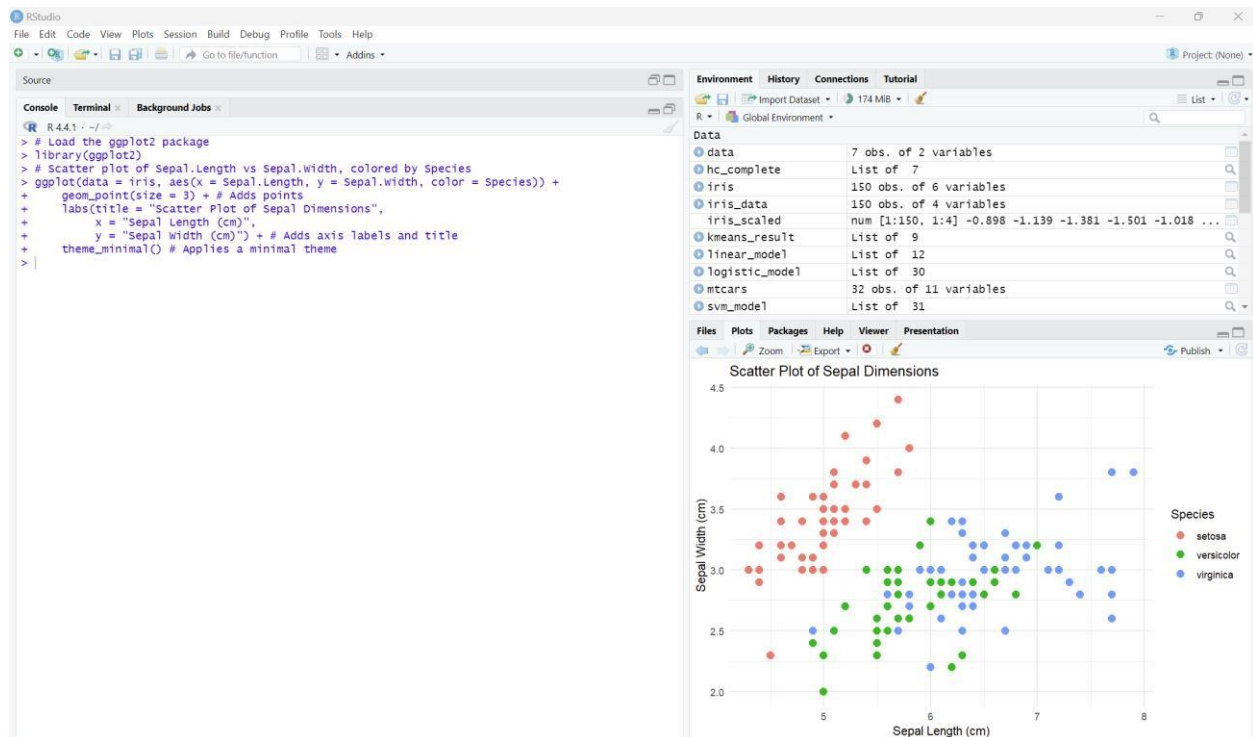 RStudio
File Edit Code View Plots Session Build Debug Profile Tools Help
Go to file/function Addins Project: (None)
Source
Console Terminal Background Jobs
R 4.4.1 · ~/
> # Load the ggplot2 package
> library(ggplot2)
> # Scatter plot of Sepal.Length vs Sepal.Width, colored by Species
> ggplot(data = iris, aes(x = Sepal.Length, y = Sepal.Width, color = Species)) +
+     geom_point(size = 3) + # Adds points
+     labs(title = "Scatter Plot of Sepal Dimensions",
+          x = "Sepal Length (cm)",
+          y = "Sepal Width (cm)") + # Adds axis labels and title
+     theme_minimal() # Applies a minimal theme
>
Environment History Connections Tutorial
Import Dataset 174 MiB List
R Global Environment
Data
data 7 obs. of 2 variables
hc_complete List of 7
iris 150 obs. of 6 variables
iris_data 150 obs. of 4 variables
iris_scaled num [1:150, 1:4] -0.898 -1.139 -1.381 -1.501 -1.018 ...
kmeans_result List of 9
linear_model List of 12
logistic_model List of 30
mtcars 32 obs. of 11 variables
svm_model List of 31
Files Plots Packages Help Viewer Presentation
Zoom Export Publish
Scatter Plot of Sepal Dimensions
4.5
4.0
3.5
3.0
2.5
2.0
Sepal Width (cm)
5 6 7 8
Sepal Length (cm)
Species
setosa
versicolor
virginica